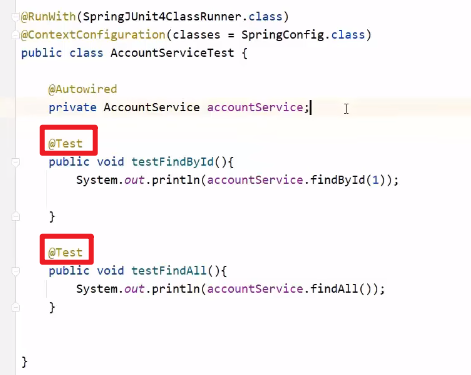 @RunWith(SpringJUnit4ClassRunner.class)
@ContextConfiguration(classes = SpringConfig.class)
public class AccountServiceTest {
@Autowired
private AccountService accountService;
@Test
public void testFindById(){
System.out.println(accountService.findById(1));
}
@Test
public void testFindAll(){
System.out.println(accountService.findAll());
}
}